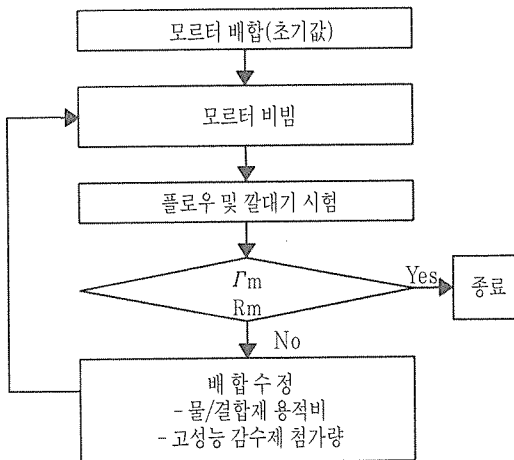 모르터 배합(초기값)
모르터 비빔
플로우 및 깔대기 시험
Γm
Rm
Yes
종료
No
배 합 수 정
- 물/결합재 용적비
- 고성능 감수제 첨가량